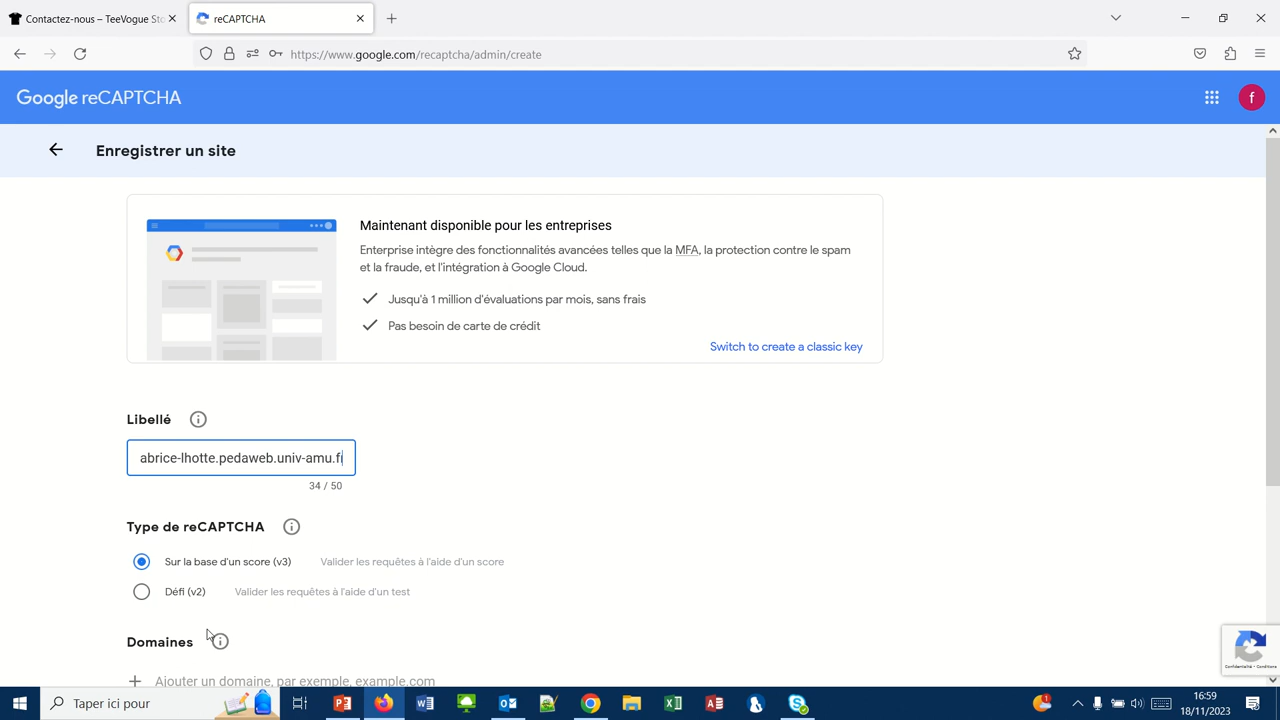 Contactez-nous – TeeVogue Sto
reCAPTCHA
https://www.google.com/recaptcha/admin/create
Google reCAPTCHA
f
Enregistrer un site
Maintenant disponible pour les entreprises
Enterprise intègre des fonctionnalités avancées telles que la MFA, la protection contre le spam
et la fraude, et l'intégration à Google Cloud.
Jusqu'à 1 million d'évaluations par mois, sans frais
Pas besoin de carte de crédit
Switch to create a classic key
Libellé
abrice-lhotte.pedaweb.univ-amu.fr
34 / 50
Type de reCAPTCHA
Sur la base d'un score (v3) Valider les requêtes à l'aide d'un score
Défi (v2) Valider les requêtes à l'aide d'un test
Domaines
Ajouter un domaine, par exemple, example.com
Confidentialité - Conditions
Taper ici pour
1
16:59
18/11/2023